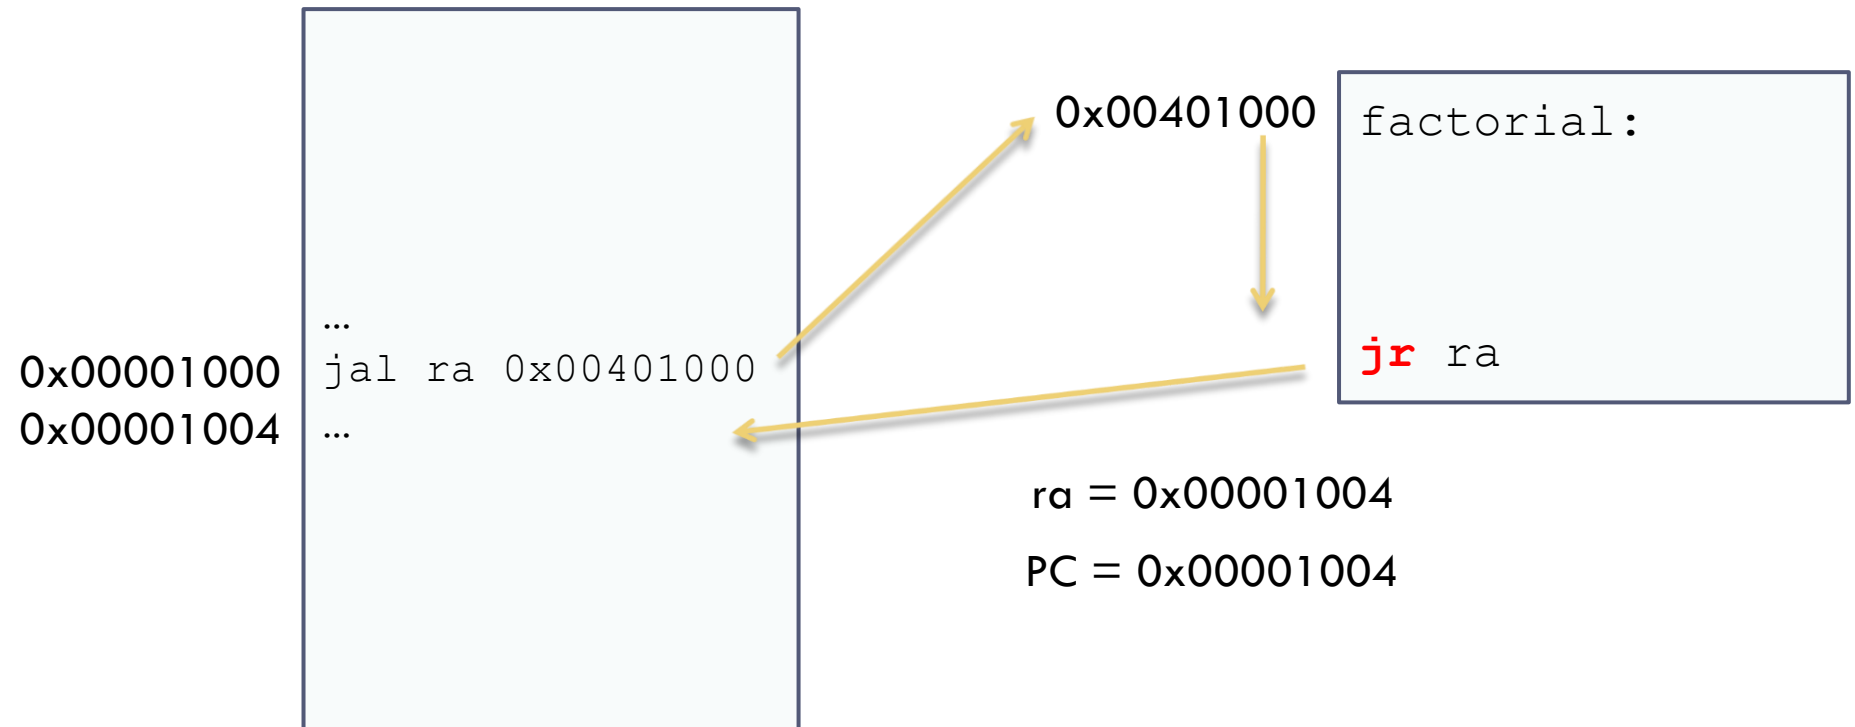 0x00401000
factorial:
…
0x00001000
jal ra 0x00401000
jr ra
0x00001004
…
ra = 0x00001004
PC = 0x00001004